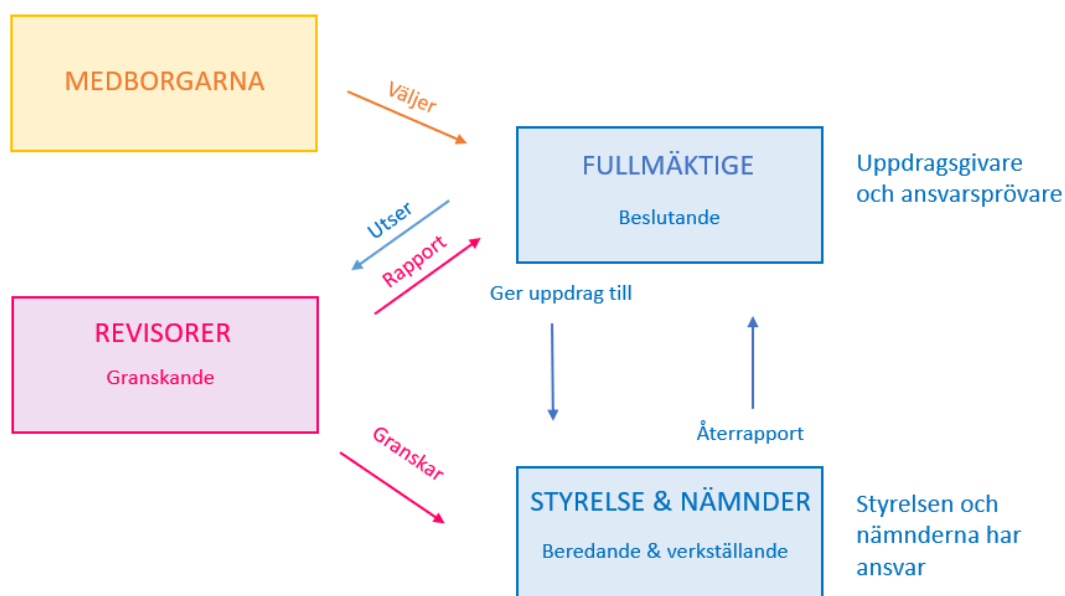 MEDBORGARNA
Väljer
FULLMÄKTIGE
Beslutande
Uppdragsgivare
och ansvarsprövare
Utser
Rapport
Ger uppdrag till
REVISORER
Granskande
Återrapport
Granskar
STYRELSE & NÄMNDER
Beredande & verkställande
Styrelsen och
nämnderna har
ansvar